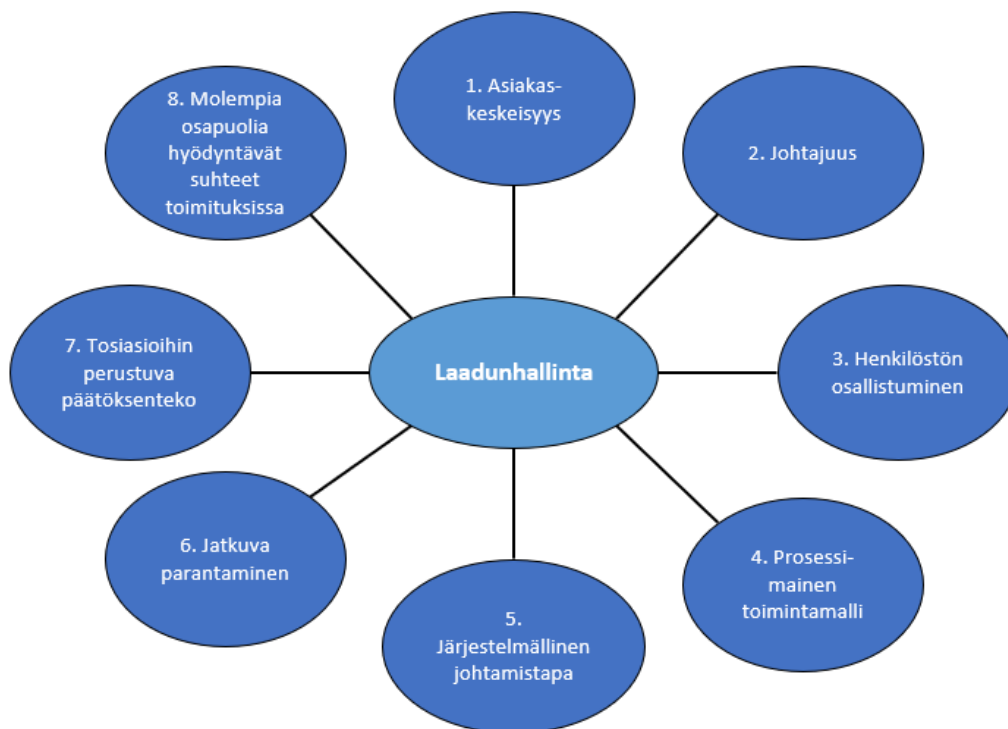 1. Asiakas-
keskeisyys
2. Johtajuus
3. Henkilöstön
osallistuminen
4. Prosessi-
mainen
toimintamalli
5.
Järjestelmällinen
johtamistapa
6. Jatkuva
parantaminen
7. Tosiasioihin
perustuva
päätöksenteko
8. Molempia
osapuolia
hyödyntävät
suhteet
toimituksissa
Laadunhallinta